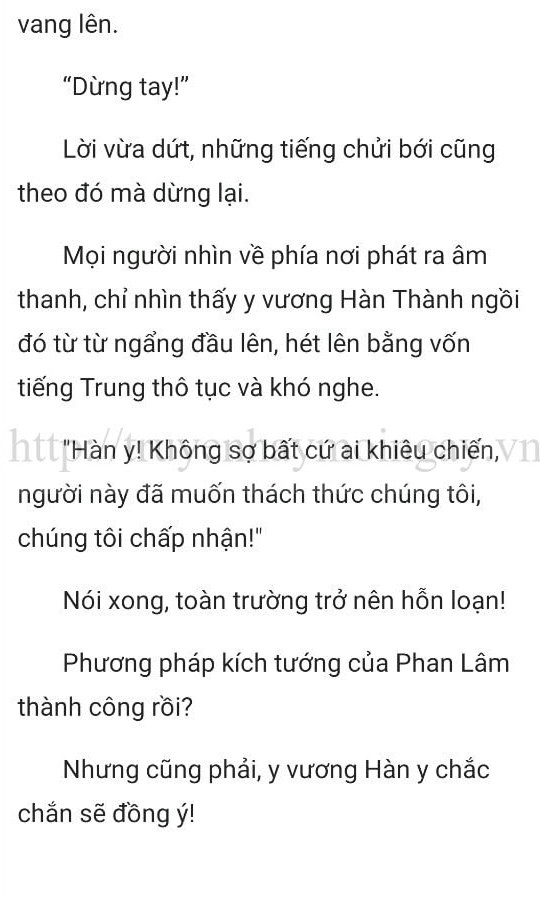 vang lên.
“Dừng tay!”
Lời vừa dứt, những tiếng chửi bới cũng
theo đó mà dừng lại.
Mọi người nhìn về phía nơi phát ra âm
thanh, chỉ nhìn thấy y vương Hàn Thành ngồi
đó từ từ ngẩng đầu lên, hét lên bằng vốn
tiếng Trung thô tục và khó nghe.
"Hàn y! Không sợ bất cứ ai khiêu chiến,
người này đã muốn thách thức chúng tôi,
chúng tôi chấp nhận!"
Nói xong, toàn trường trở nên hỗn loạn!
Phương pháp kích tướng của Phan Lâm
thành công rồi?
Nhưng cũng phải, y vương Hàn y chắc
chắn sẽ đồng ý!